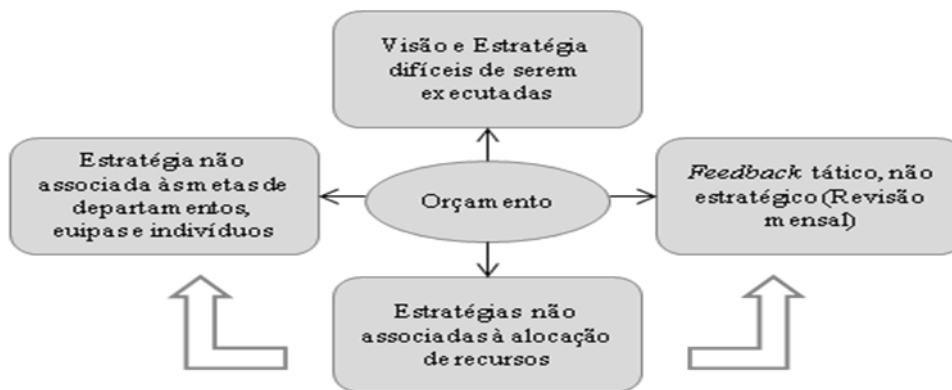 Visão e Estratégia
difíceis de serem
executadas
Estratégia não
associada às metas de
departamentos,
euipas e indivíduos
Orçamento
Feedback tático, não
estratégico (Revisão
mensal)
Estratégias não
associadas à alocação
de recursos